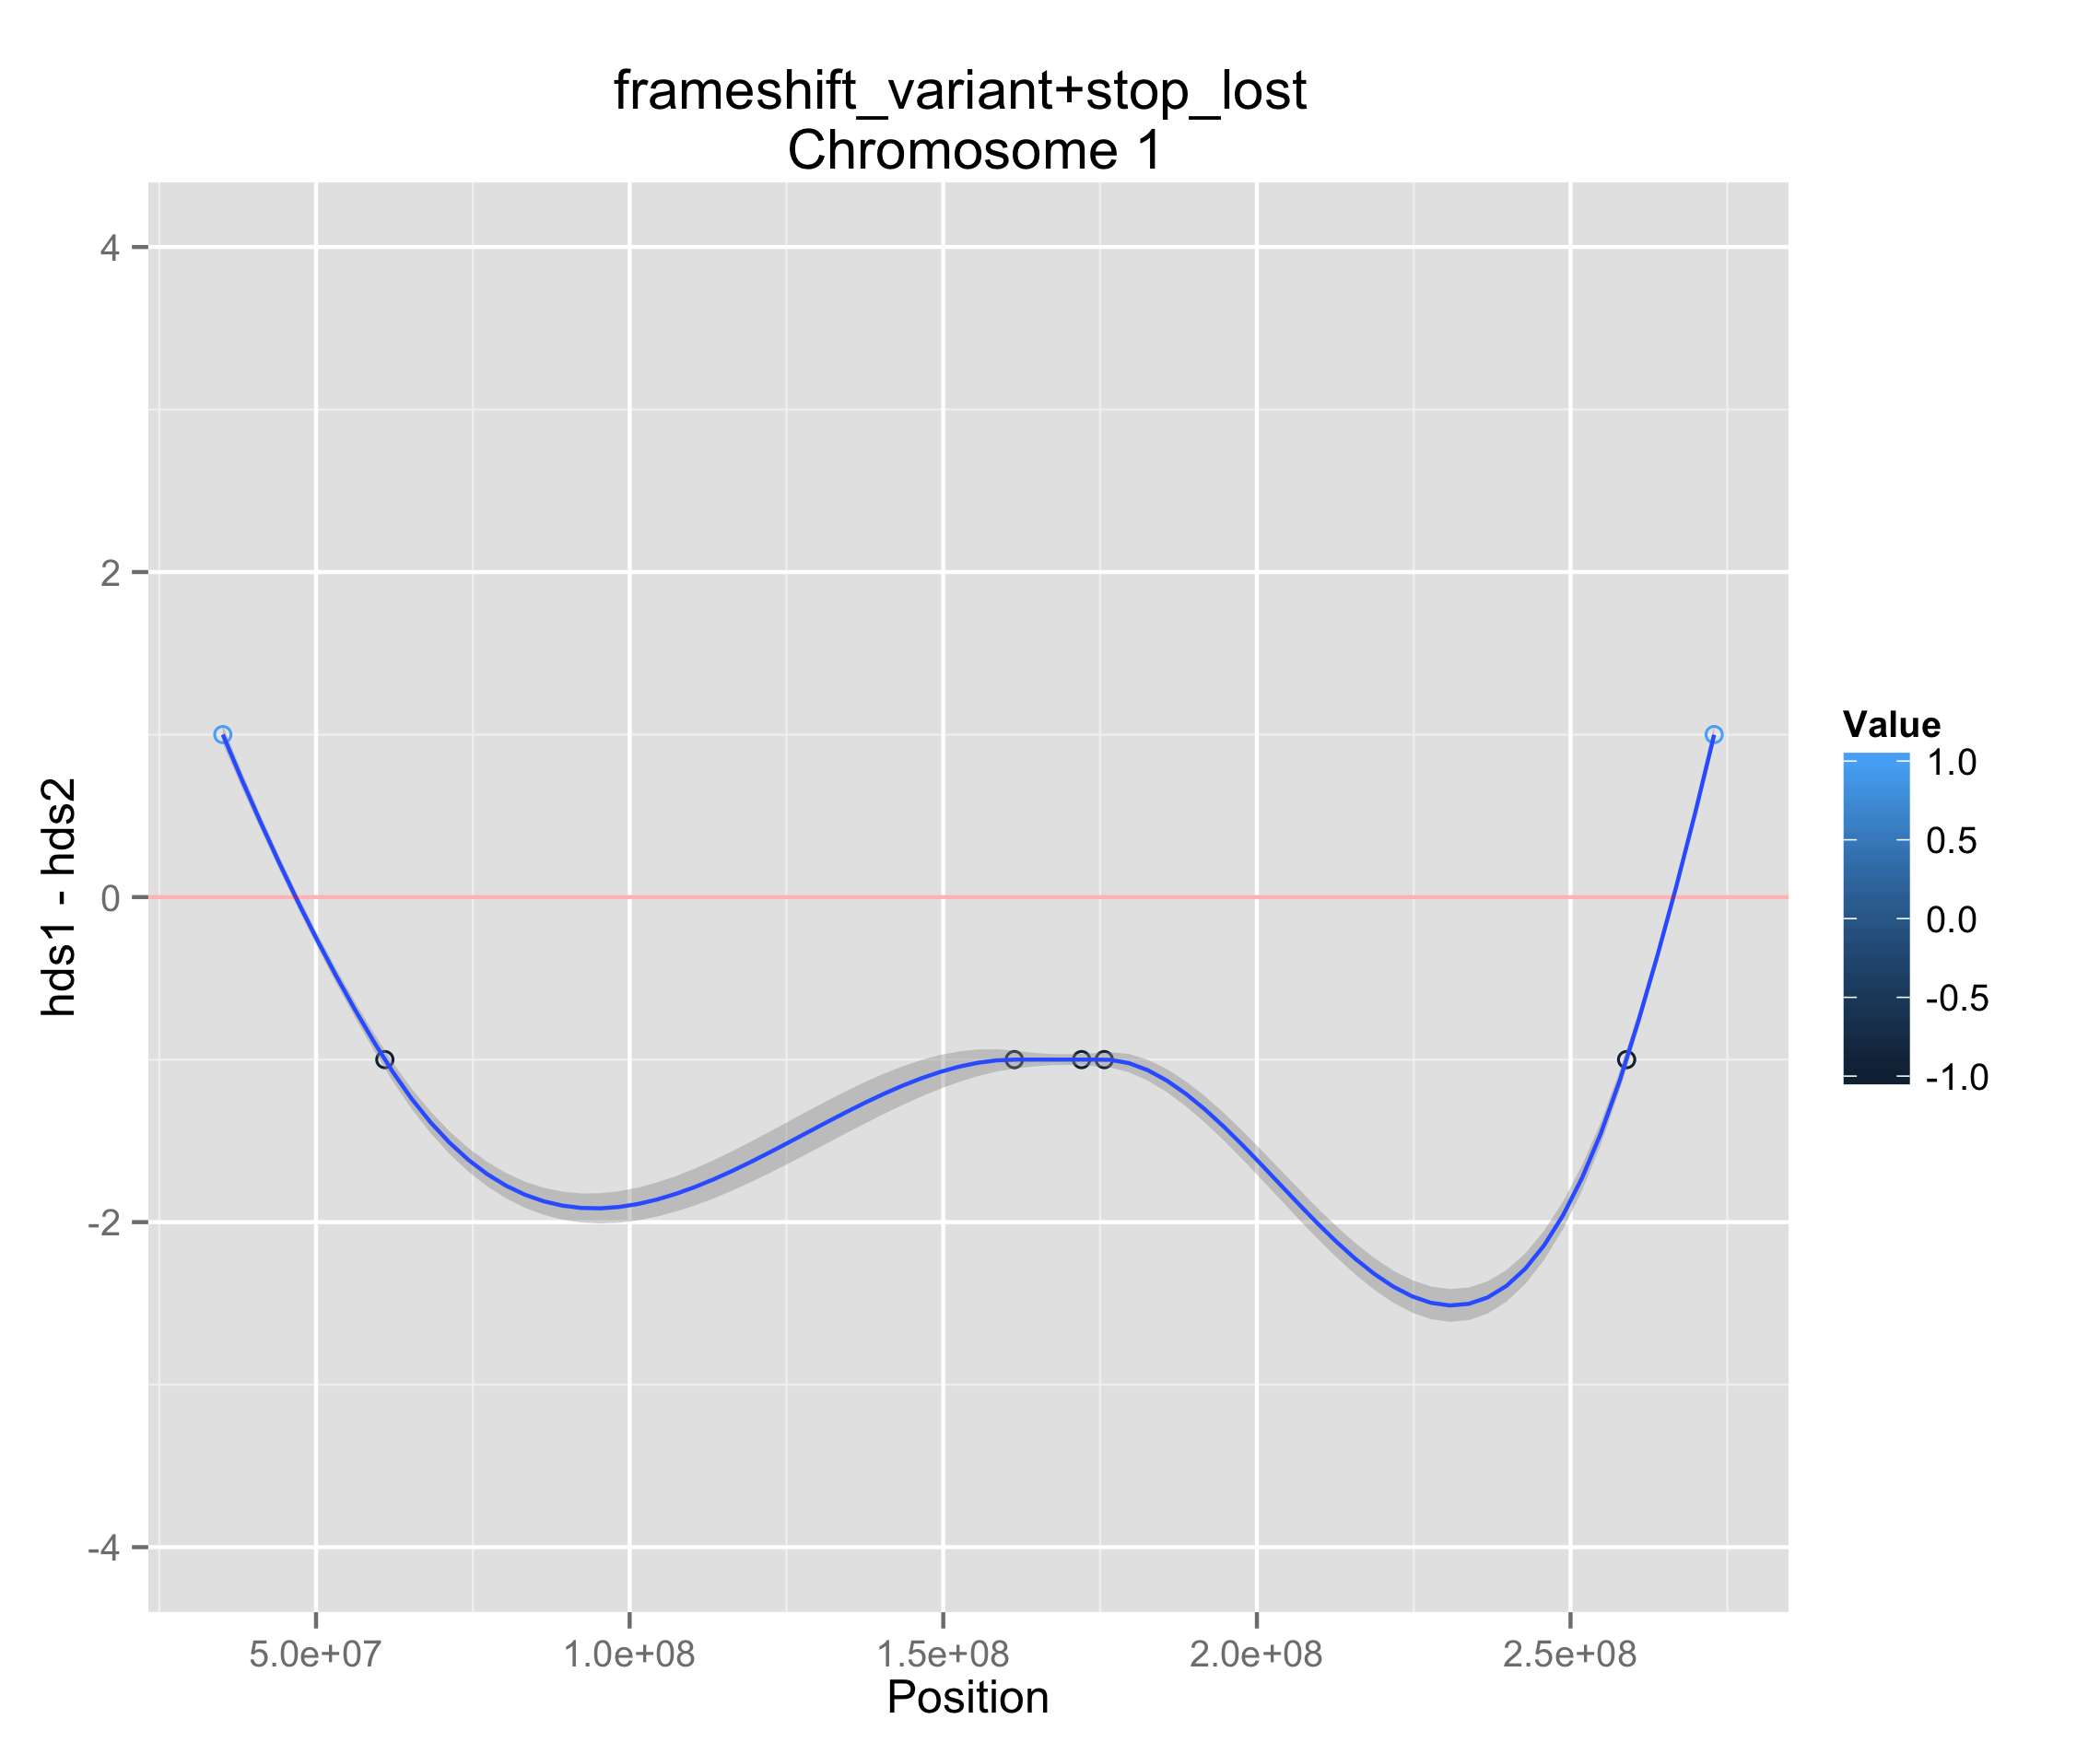 frameshift_variant+stop_lost
Chromosome 1
hds1 - hds2
4
2
0
-2
-4
5.0e+07
1.0e+08
1.5e+08
2.0e+08
2.5e+08
Position
Value
1.0
0.5
0.0
-0.5
-1.0